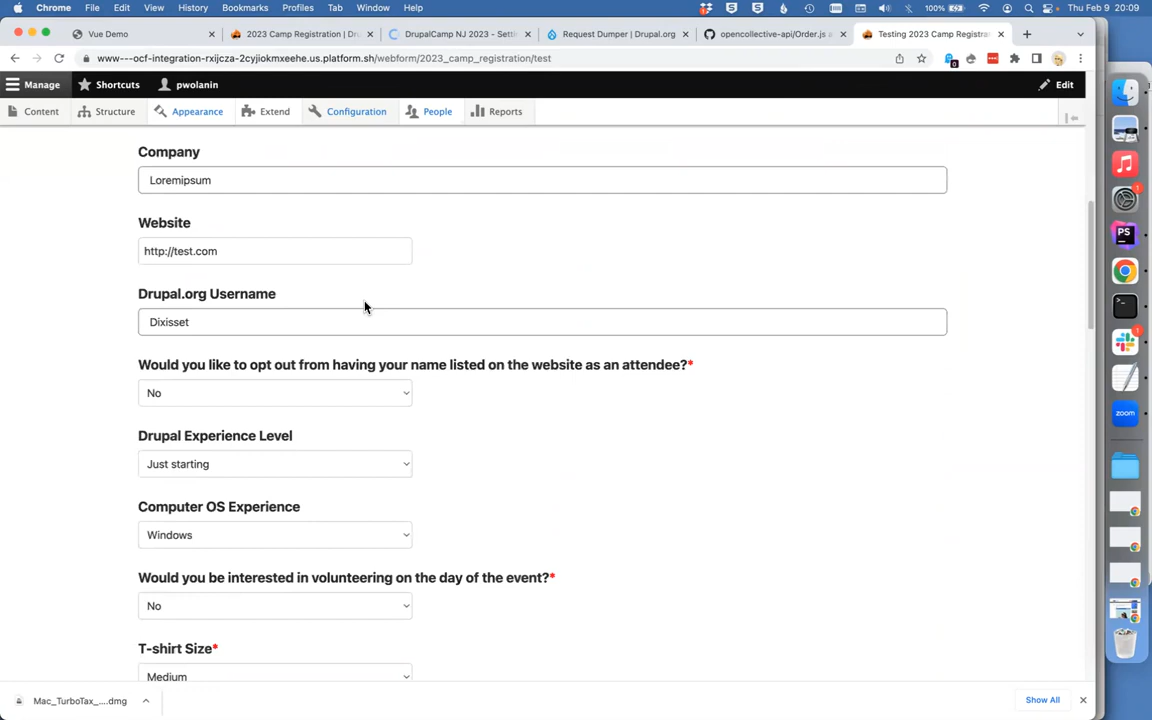 Chrome File Edit View History Bookmarks Profiles Tab Window Help 100% Thu Feb 9 20:09
Vue Demo 2023 Camp Registration | Dru DrupalCamp NJ 2023 - Setti Request Dumper | Drupal.org opencollective-api/Order.js a Testing 2023 Camp Registra
www---ocf-integration-rxijcza-2cyjiokmxeehe.us.platform.sh/webform/2023_camp_registration/test
Manage Shortcuts pwolanin Edit
Content Structure Appearance Extend Configuration People Reports
Company
Loremipsum
Website
http://test.com
Drupal.org Username
Dixisset
Would you like to opt out from having your name listed on the website as an attendee?*
No
Drupal Experience Level
Just starting
Computer OS Experience
Windows
Would you be interested in volunteering on the day of the event?*
No
T-shirt Size*
Medium
Mac_TurboTax_....dmg Show All
PS
zoom